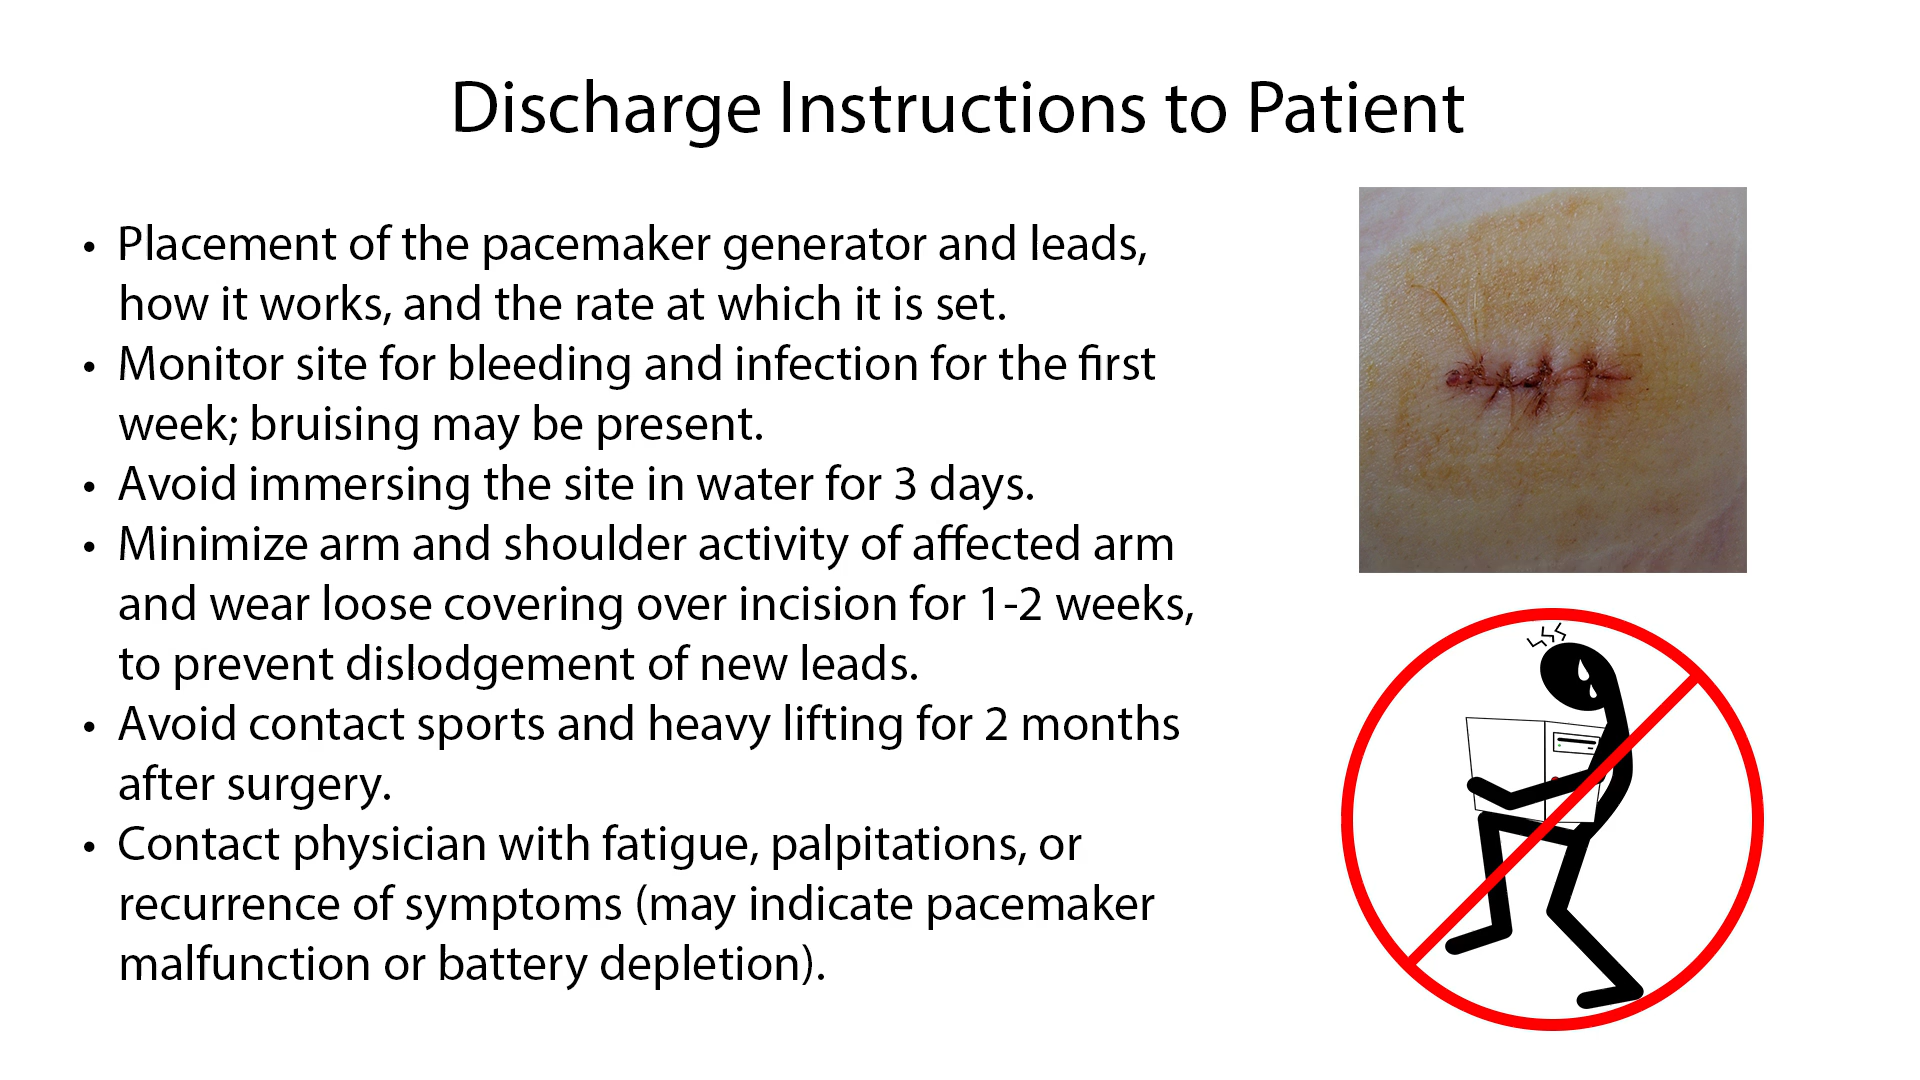 Discharge Instructions to Patient
• Placement of the pacemaker generator and leads,
how it works, and the rate at which it is set.
• Monitor site for bleeding and infection for the first
week; bruising may be present.
• Avoid immersing the site in water for 3 days.
• Minimize arm and shoulder activity of affected arm
and wear loose covering over incision for 1-2 weeks,
to prevent dislodgement of new leads.
• Avoid contact sports and heavy lifting for 2 months
after surgery.
• Contact physician with fatigue, palpitations, or
recurrence of symptoms (may indicate pacemaker
malfunction or battery depletion).